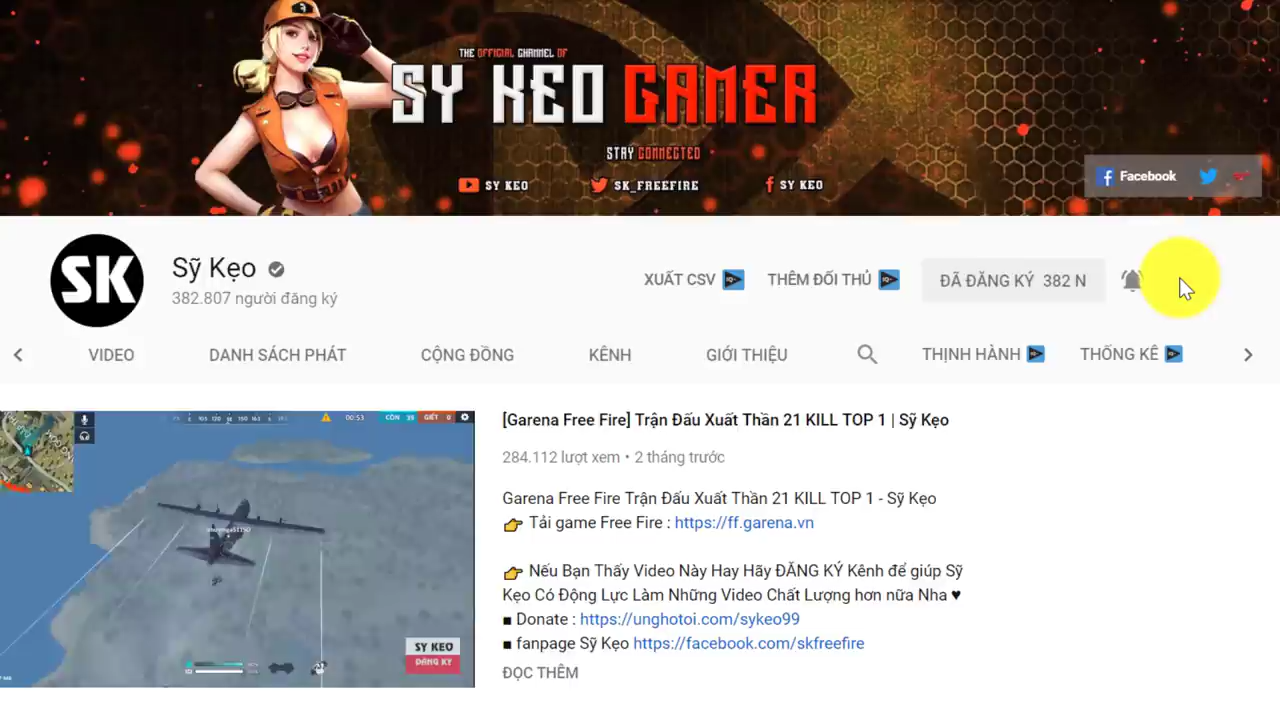 THE OFFICIAL CHANNEL OF
SY KEO GAMER
STAY CONNECTED
SY KEO
SK_FREEFIRE
SY KEO
Facebook
SK
Sỹ Kẹo
382.807 người đăng ký
XUẤT CSV
THÊM ĐỐI THỦ
ĐÃ ĐĂNG KÝ 382 N
VIDEO
DANH SÁCH PHÁT
CỘNG ĐỒNG
KÊNH
GIỚI THIỆU
THỊNH HÀNH
THỐNG KÊ
00:53
CÒN 35
GIẾT 0
SY KEO
ĐĂNG KÝ
[Garena Free Fire] Trận Đấu Xuất Thần 21 KILL TOP 1 | Sỹ Kẹo
284.112 lượt xem • 2 tháng trước
Garena Free Fire Trận Đấu Xuất Thần 21 KILL TOP 1 - Sỹ Kẹo
👉 Tải game Free Fire : https://ff.garena.vn
👉 Nếu Bạn Thấy Video Này Hay Hãy ĐĂNG KÝ Kênh để giúp Sỹ
Kẹo Có Động Lực Làm Những Video Chất Lượng hơn nữa Nha ♥
■ Donate : https://unghotoi.com/sykeo99
■ fanpage Sỹ Kẹo https://facebook.com/skfreefire
ĐỌC THÊM